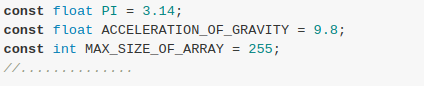 const float PI = 3.14;
const float ACCELERATION_OF_GRAVITY = 9.8;
const int MAX_SIZE_OF_ARRAY = 255;
//..............